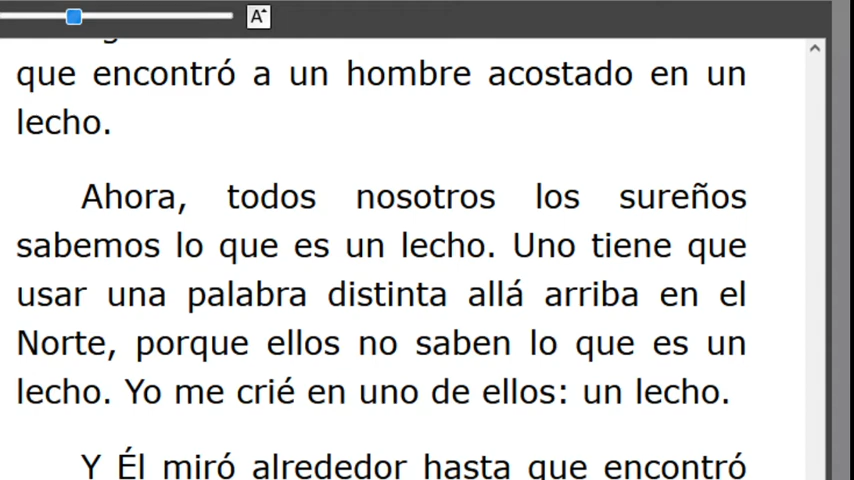 A
que encontró a un hombre acostado en un
lecho.
Ahora, todos nosotros los sureños
sabemos lo que es un lecho. Uno tiene que
usar una palabra distinta allá arriba en el
Norte, porque ellos no saben lo que es un
lecho. Yo me crié en uno de ellos: un lecho.
Y Él miró alrededor hasta que encontró